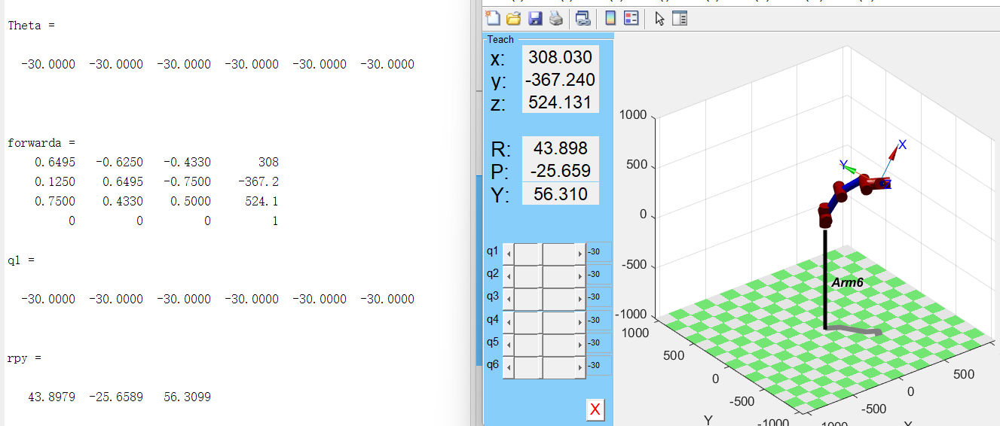 Theta =
-30.0000 -30.0000 -30.0000 -30.0000 -30.0000 -30.0000
forwarda =
0.6495 -0.6250 -0.4330 308
0.1250 0.6495 -0.7500 -367.2
0.7500 0.4330 0.5000 524.1
0 0 0 1
q1 =
-30.0000 -30.0000 -30.0000 -30.0000 -30.0000 -30.0000
rpy =
43.8979 -25.6589 56.3099
Teach
x: 308.030
y: -367.240
z: 524.131
R: 43.898
P: -25.659
Y: 56.310
q1 -30
q2 -30
q3 -30
q4 -30
q5 -30
q6 -30
X
1000
500
0
-500
-1000
1000
500
0
-500
-1000
Y
-500
0
500
X
Y
Z
Arm6